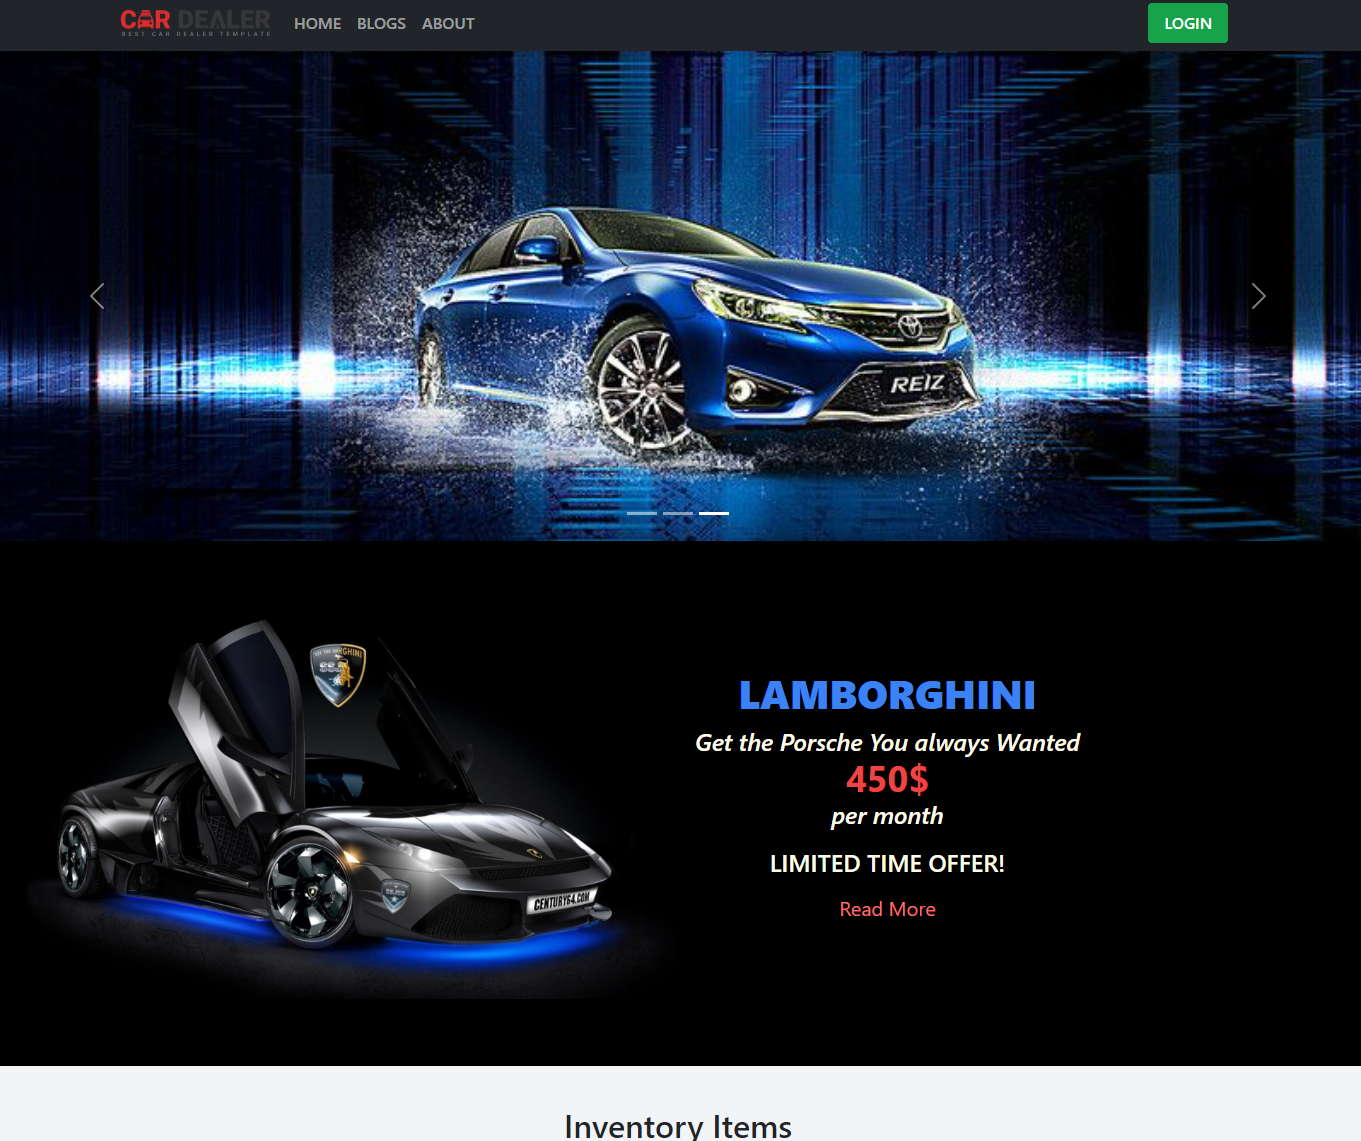 CAR DEALER
BEST CAR DEALER TEMPLATE
HOME BLOGS ABOUT
LOGIN
REIZ
LAMBORGHINI
Get the Porsche You always Wanted
450$
per month
LIMITED TIME OFFER!
Read More
CENTURY64.COM
Inventory Items